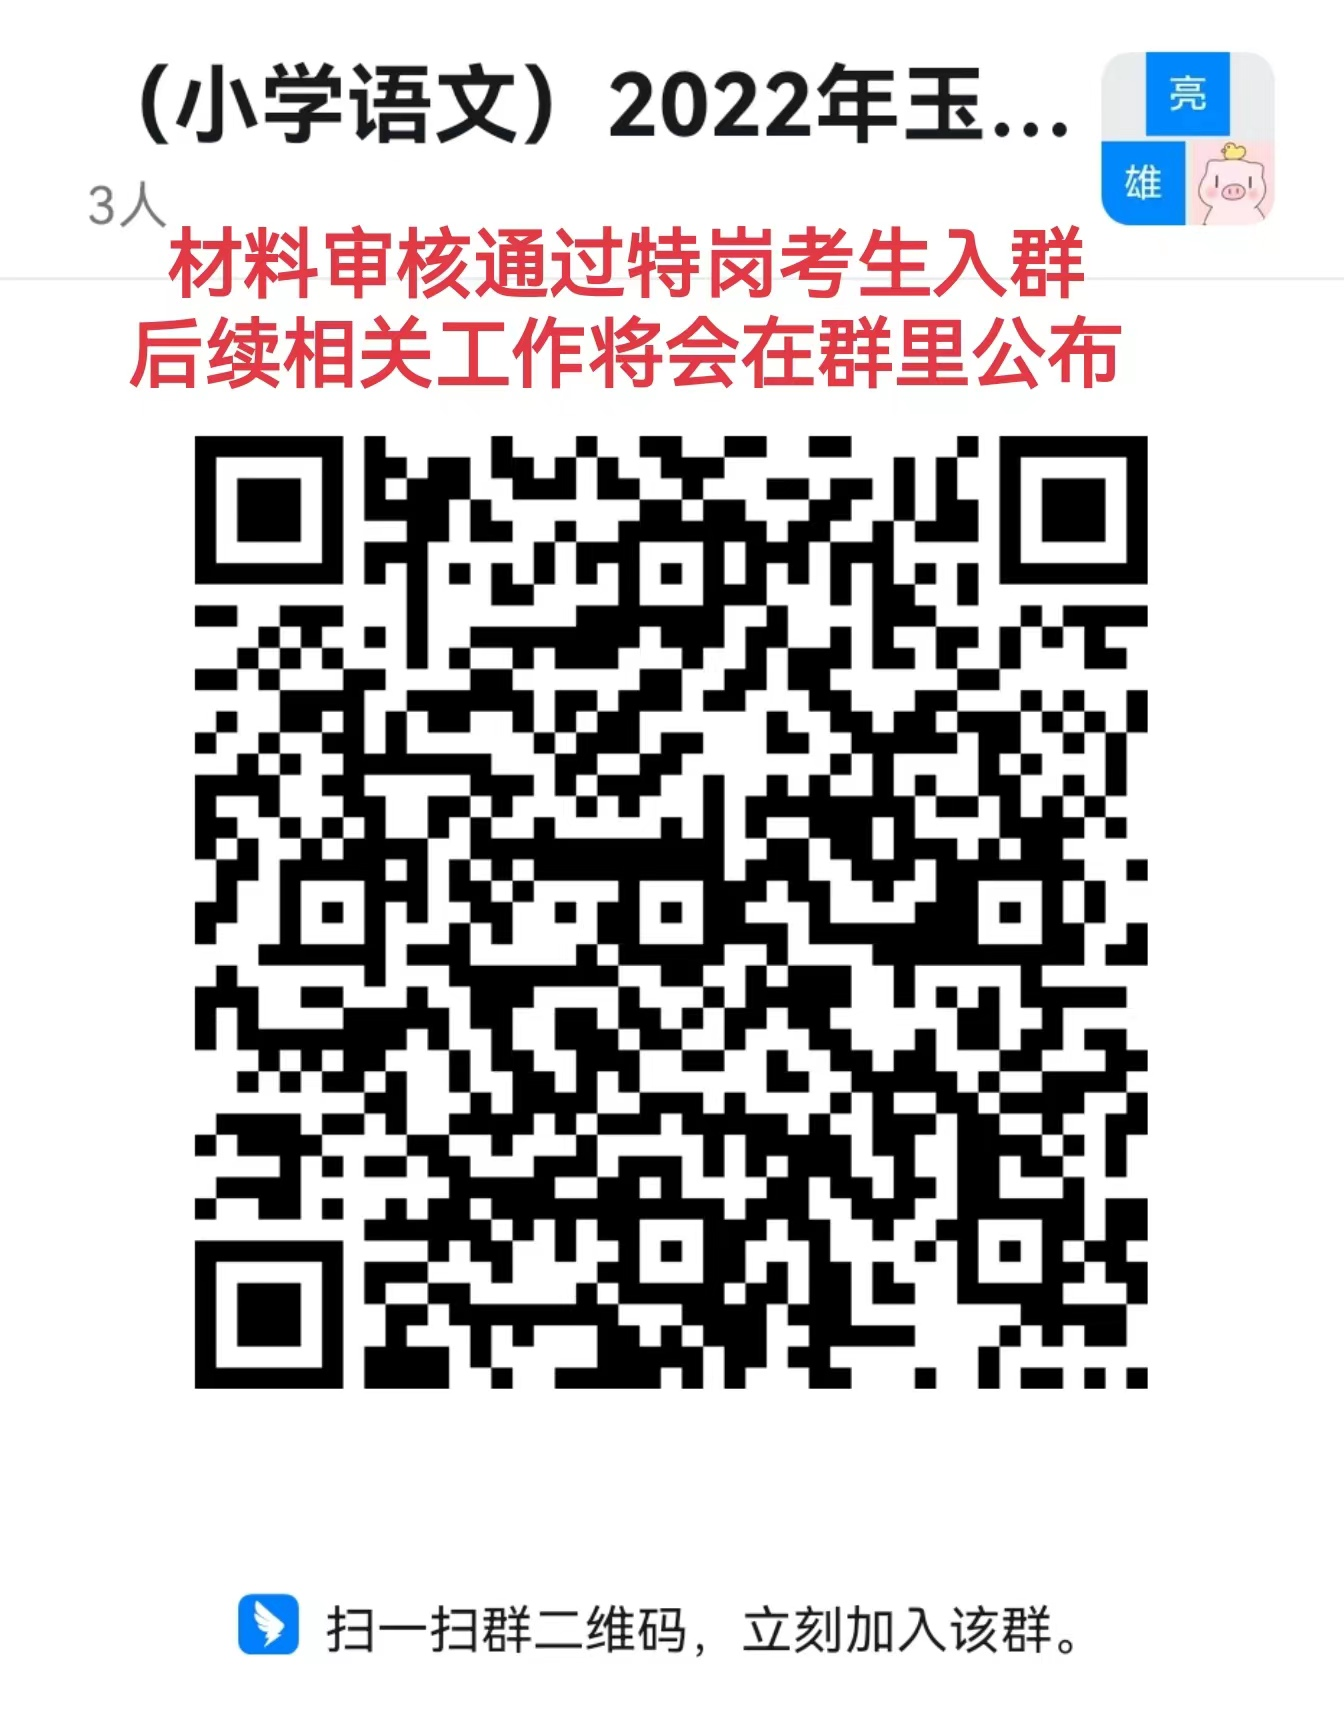 （小学语文）2022年玉...
亮
雄
3人
材料审核通过特岗考生入群
后续相关工作将会在群里公布
扫一扫群二维码，立刻加入该群。